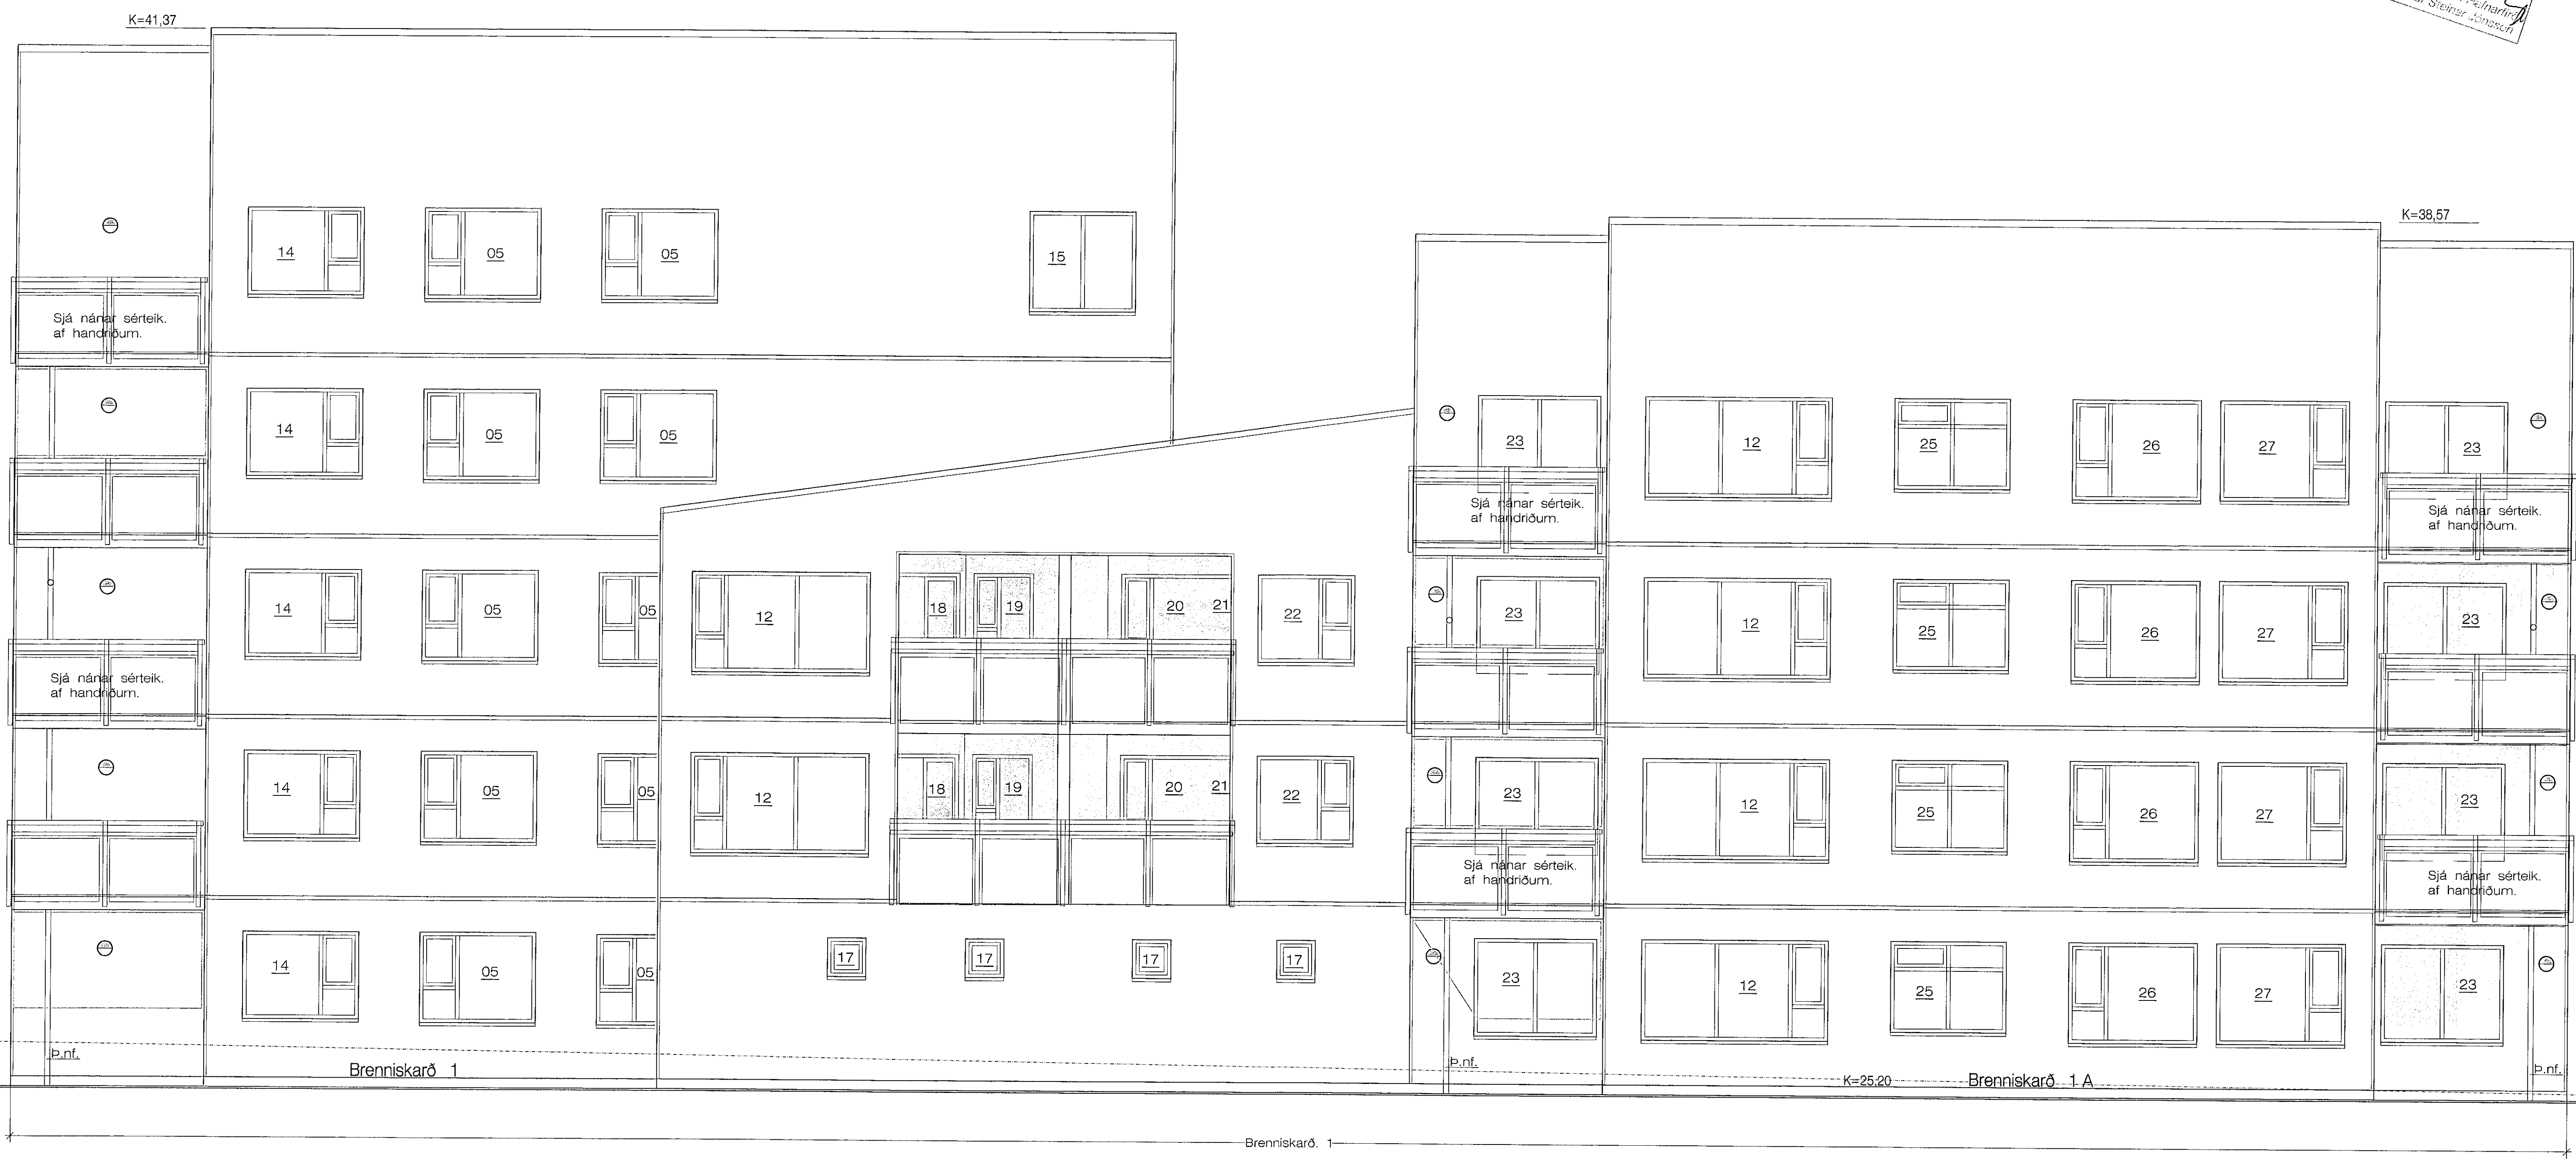 K=41,37
Steinar Jónsson
K=38,57
14 05 05 15
Sjá nánar sérteik.
af handriðum.
14 05 05
23 12 25 26 27 23
Sjá nánar sérteik.
af handriðum.
Sjá nánar sérteik.
af handriðum.
14 05 05 12 18 19 20 21 22 23 12 25 26 27 23
Sjá nánar sérteik.
af handriðum.
14 05 05 12 18 19 20 21 22 23 12 25 26 27 23
Sjá nánar sérteik.
af handriðum.
Sjá nánar sérteik.
af handriðum.
14 05 05 17 17 17 17 23 12 25 26 27 23
Þ.nf.
Þ.nf.
Þ.nf.
Brenniskarð 1
K=25.20
Brenniskarð 1 A
Brenniskarð. 1